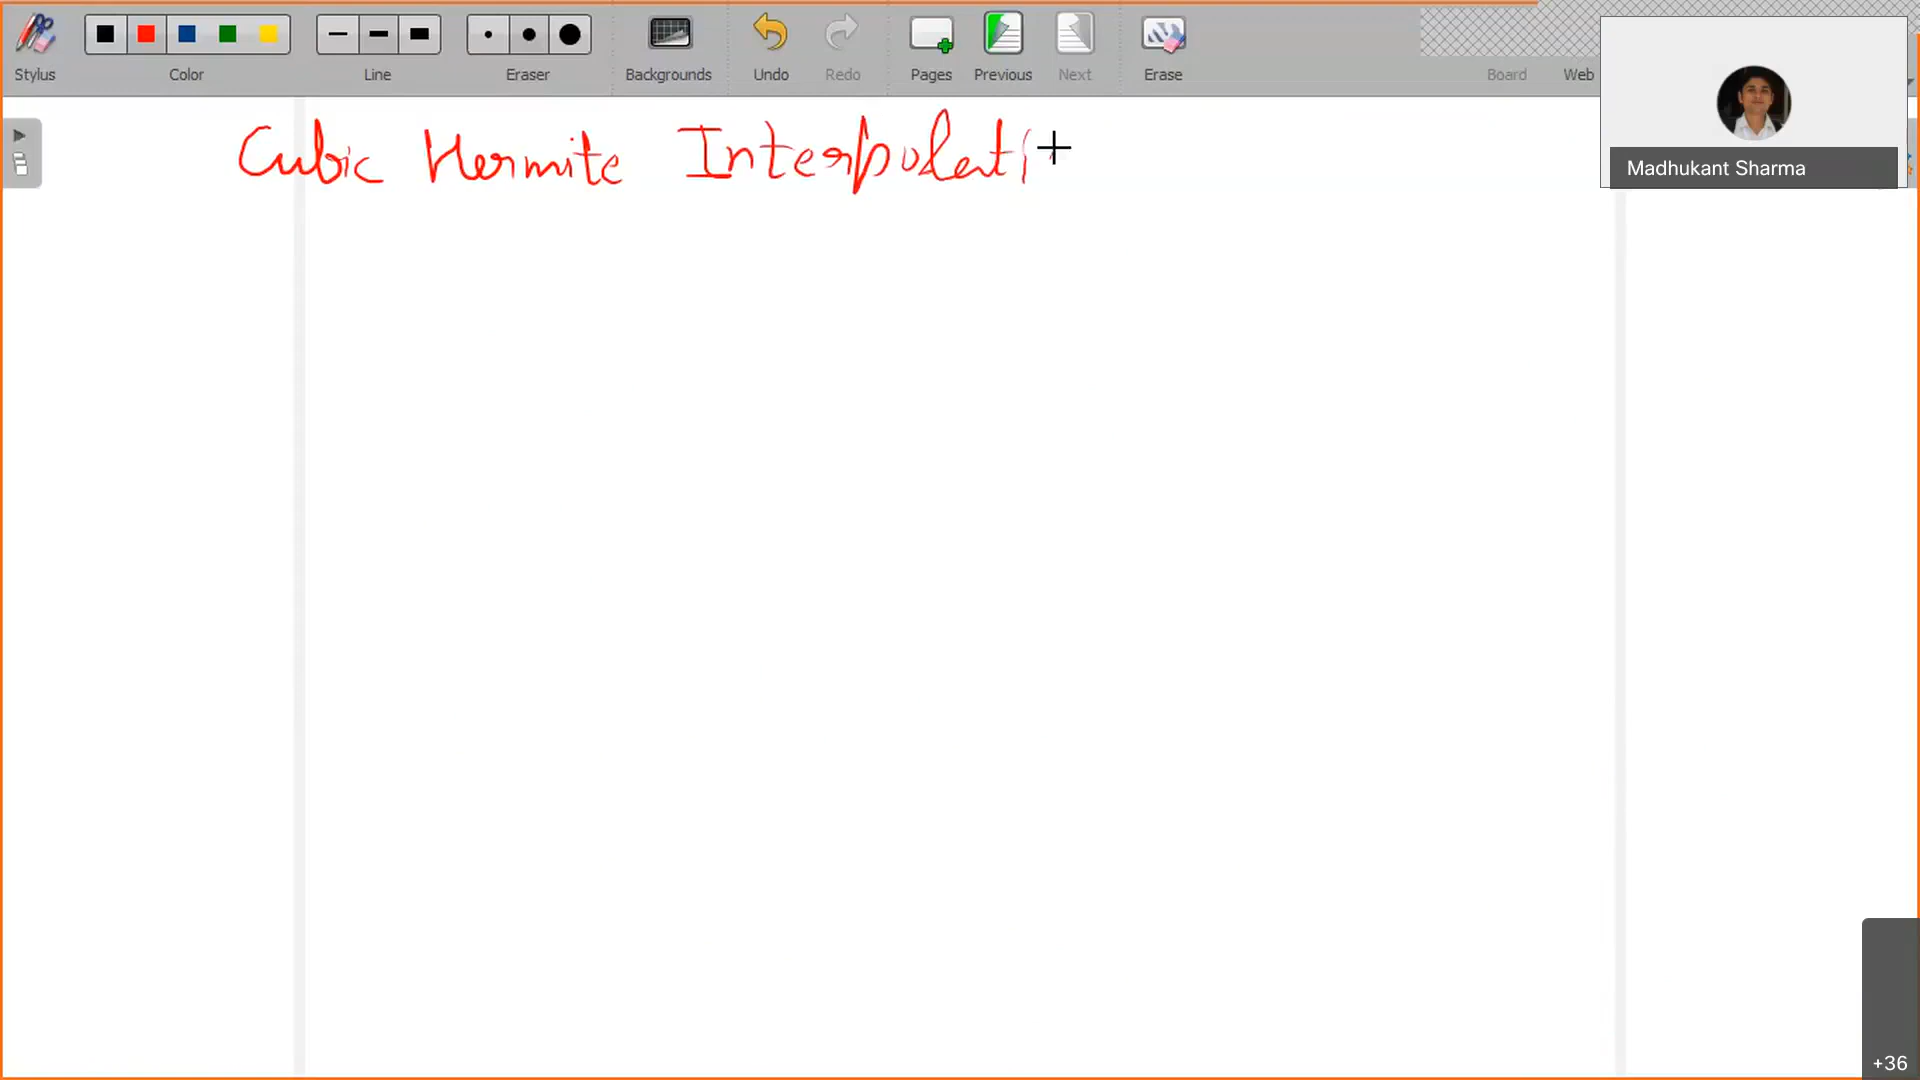 Stylus Color Line Eraser Backgrounds Undo Redo Pages Previous Next Erase Board Web
Madhukant Sharma
Cubic Hermite Interpolati
+36